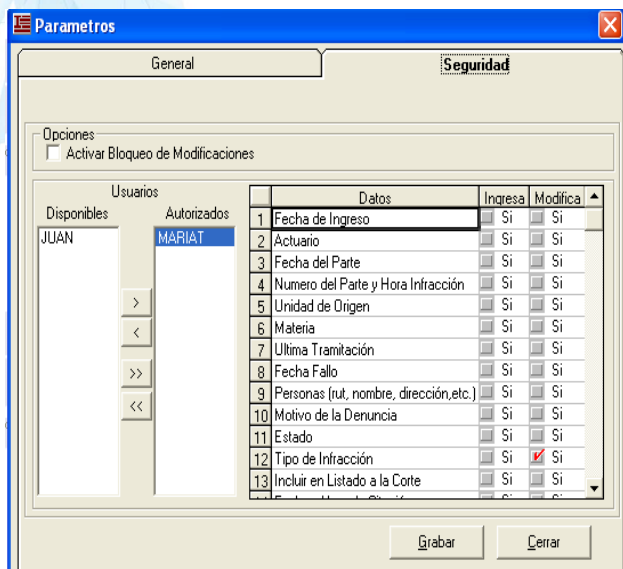 Parametros
General
Seguridad
Opciones
Activar Bloqueo de Modificaciones
Usuarios
Disponibles
Autorizados
JUAN
MARIAT
>
<
>>
<<
Datos Ingresa Modifica
1 Fecha de Ingreso Si Si
2 Actuario Si Si
3 Fecha del Parte Si Si
4 Numero del Parte y Hora Infracción Si Si
5 Unidad de Origen Si Si
6 Materia Si Si
7 Ultima Tramitación Si Si
8 Fecha Fallo Si Si
9 Personas (rut, nombre, dirección,etc.) Si Si
10 Motivo de la Denuncia Si Si
11 Estado Si Si
12 Tipo de Infracción Si Si
13 Incluir en Listado a la Corte Si Si
Grabar
Cerrar